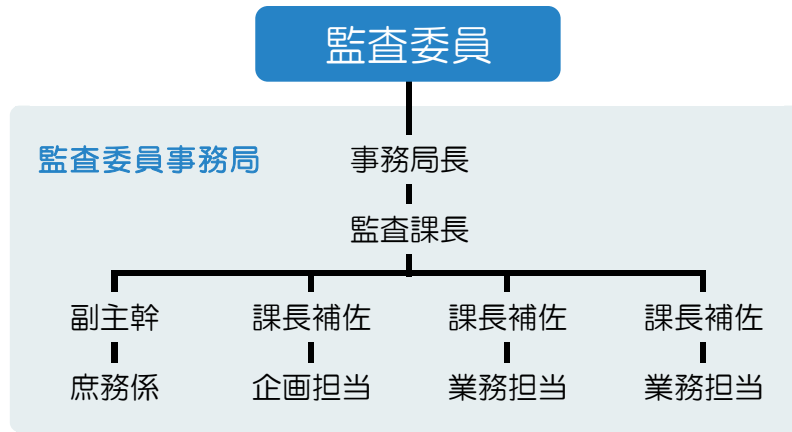 監査委員
監査委員事務局
事務局長
監査課長
副主幹 課長補佐 課長補佐 課長補佐
庶務係 企画担当 業務担当 業務担当